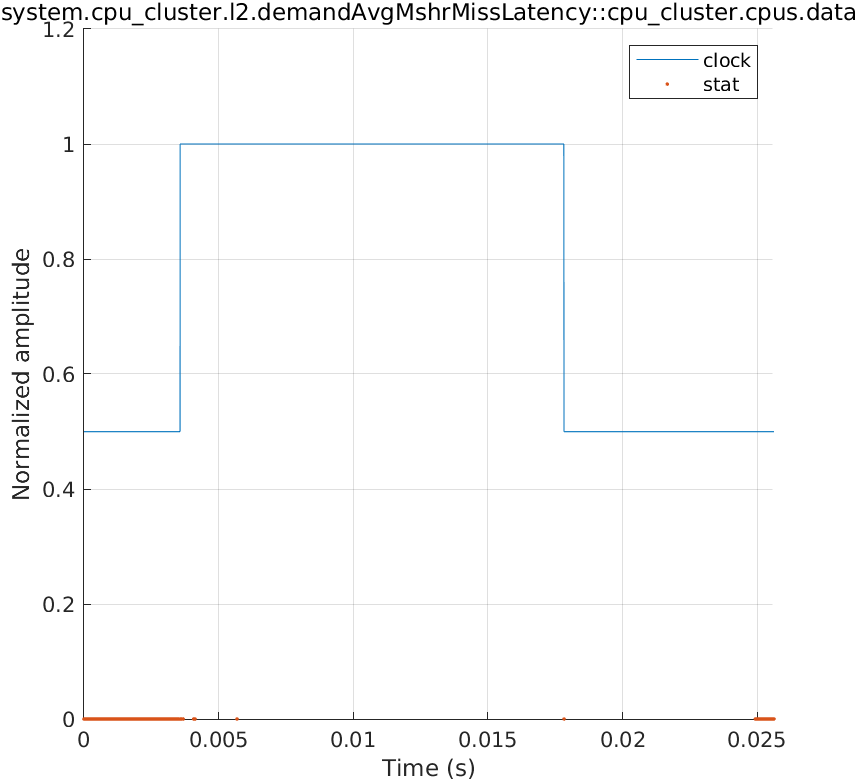 system.cpu_cluster.l2.demandAvgMshrMissLatency::cpu_cluster.cpus.data
1.2
clock
stat
1
0.8
0.6
0.4
0.2
0
Normalized amplitude
0 0.005 0.01 0.015 0.02 0.025
Time (s)